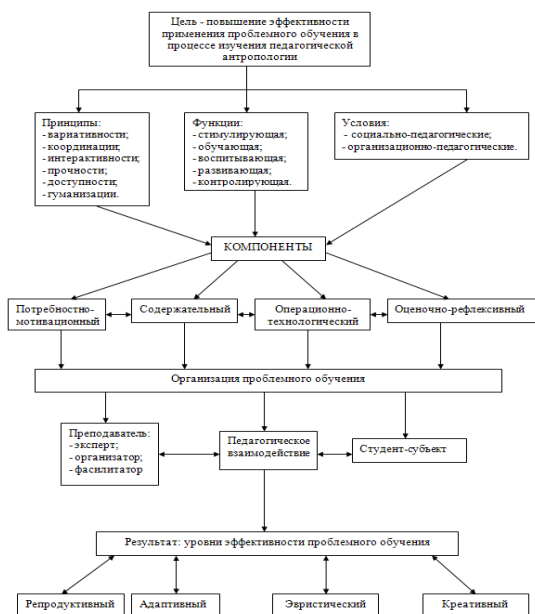 Цель - повышение эффективности
применения проблемного обучения в
процессе изучения педагогической
антропологии
Принципы:
- вариативности;
- координации;
- интерактивности;
- прочности;
- доступности;
- гуманизации.
Функции:
- стимулирующая;
- обучающая;
- воспитывающая;
- развивающая;
- контролирующая.
Условия:
- социально-педагогические;
- организационно-педагогические.
КОМПОНЕНТЫ
Потребностно-
мотивационный
Содержательный
Операционно-
технологический
Оценочно-рефлексивный
Организация проблемного обучения
Преподаватель:
- эксперт;
- организатор;
- фасилитатор
Педагогическое
взаимодействие
Студент-субъект
Результат: уровни эффективности проблемного обучения
Репродуктивный
Адаптивный
Эвристический
Креативный